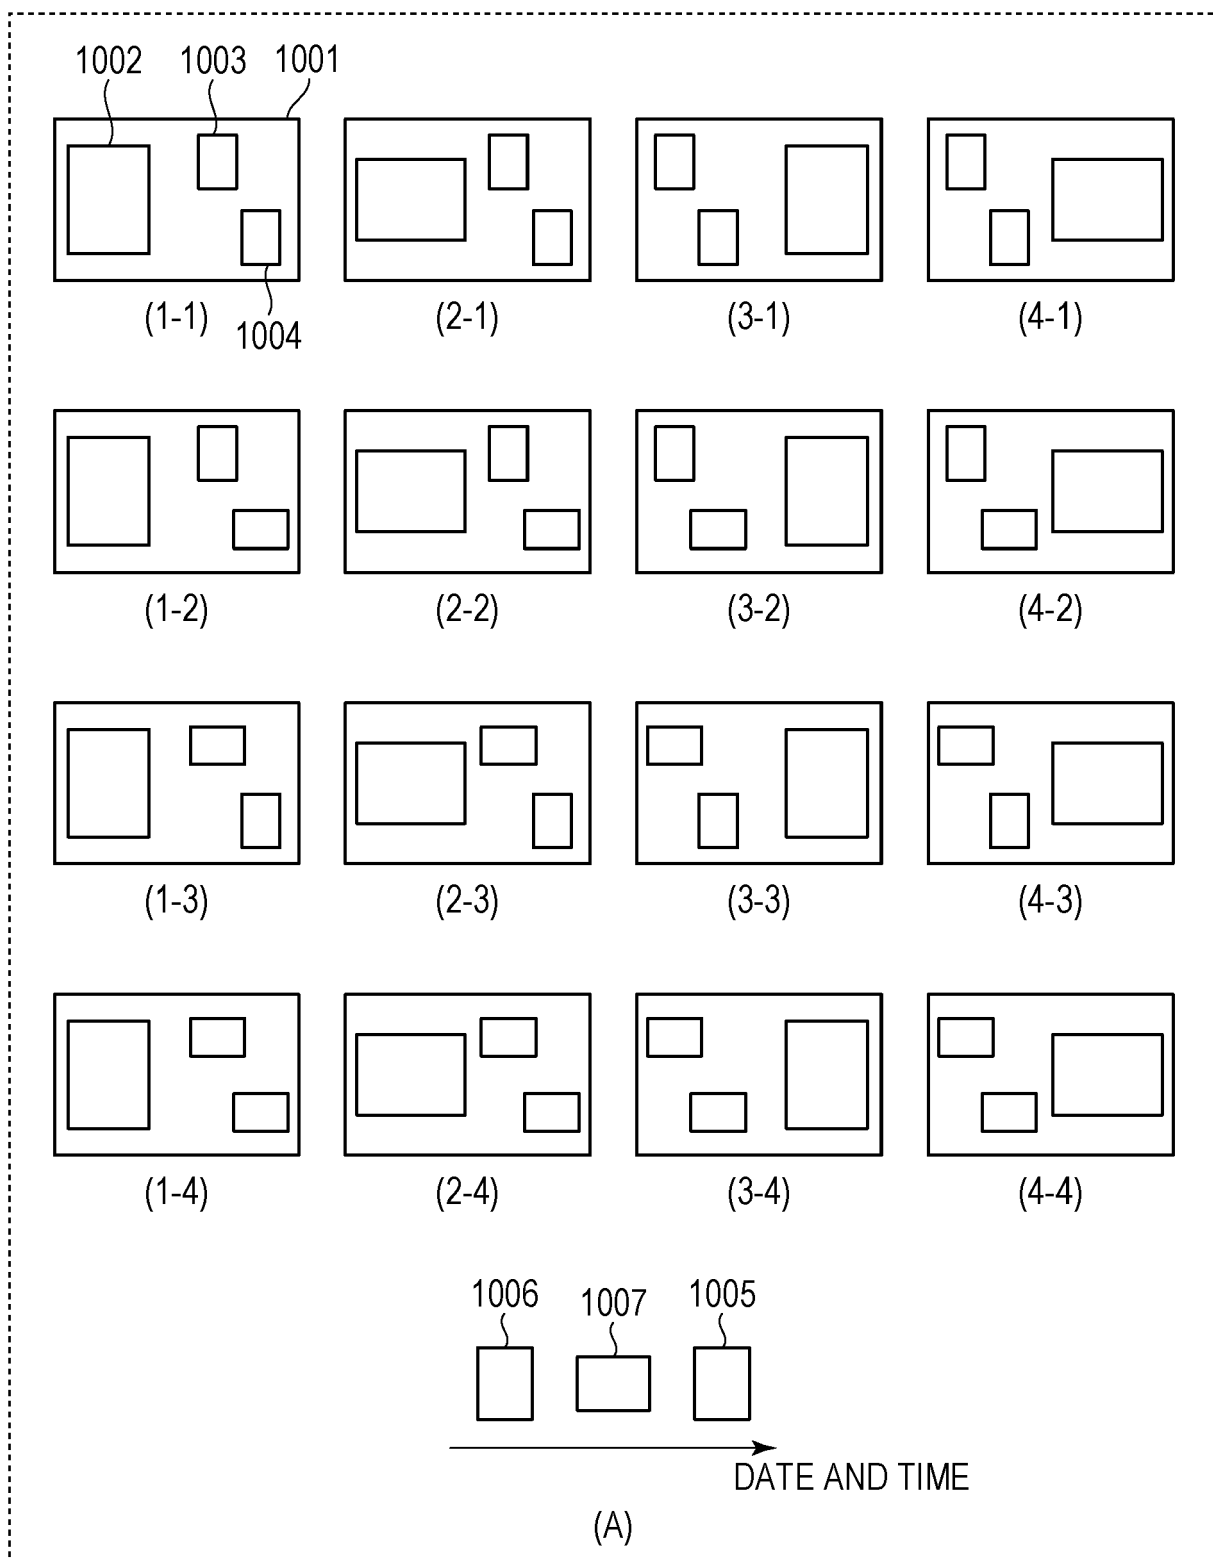 1002 1003 1001
(1-1) (2-1) (3-1) (4-1)
1004
(1-2) (2-2) (3-2) (4-2)
(1-3) (2-3) (3-3) (4-3)
(1-4) (2-4) (3-4) (4-4)
1006 1007 1005
DATE AND TIME
(A)